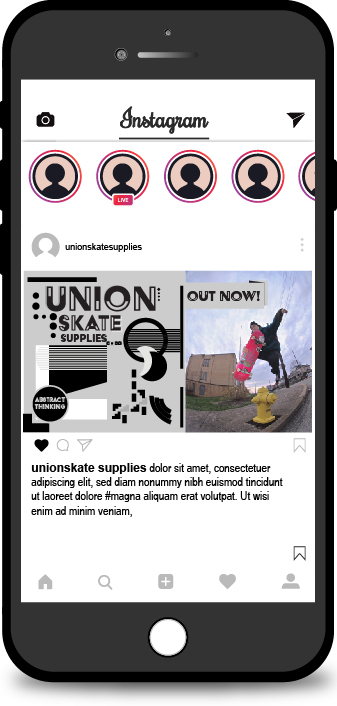 Instagram
LIVE
unionskatesupplies
UNION
SKATE
SUPPLIES
ABSTRACT
THINKING
OUT NOW!
unionskate supplies dolor sit amet, consectetuer
adipiscing elit, sed diam nonummy nibh euismod tincidunt
ut laoreet dolore #magna aliquam erat volutpat. Ut wisi
enim ad minim veniam,